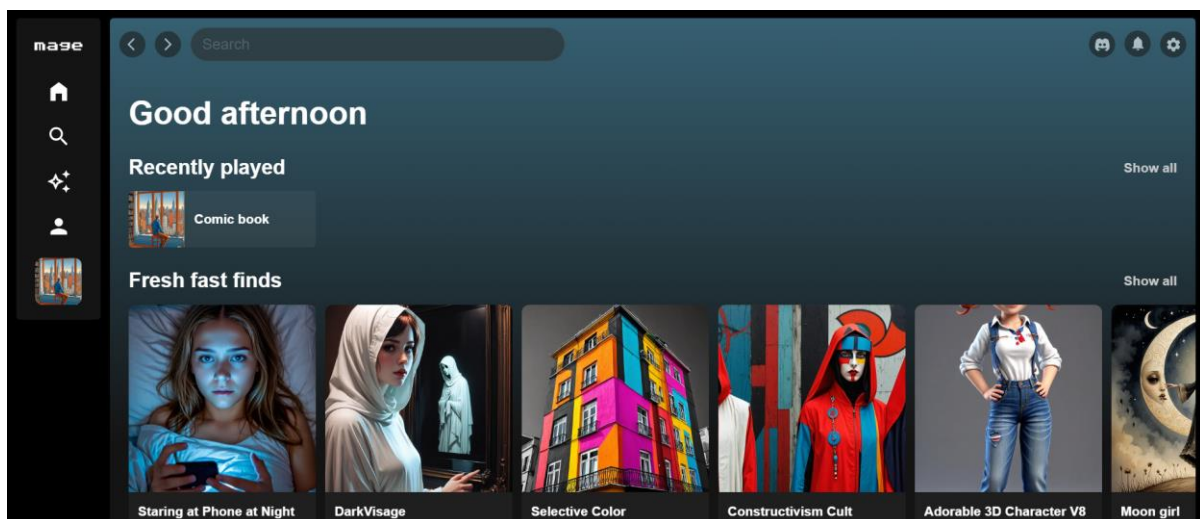 mage
Search
Good afternoon
Recently played
Show all
Comic book
Fresh fast finds
Show all
Staring at Phone at Night
DarkVisage
Selective Color
Constructivism Cult
Adorable 3D Character V8
Moon girl